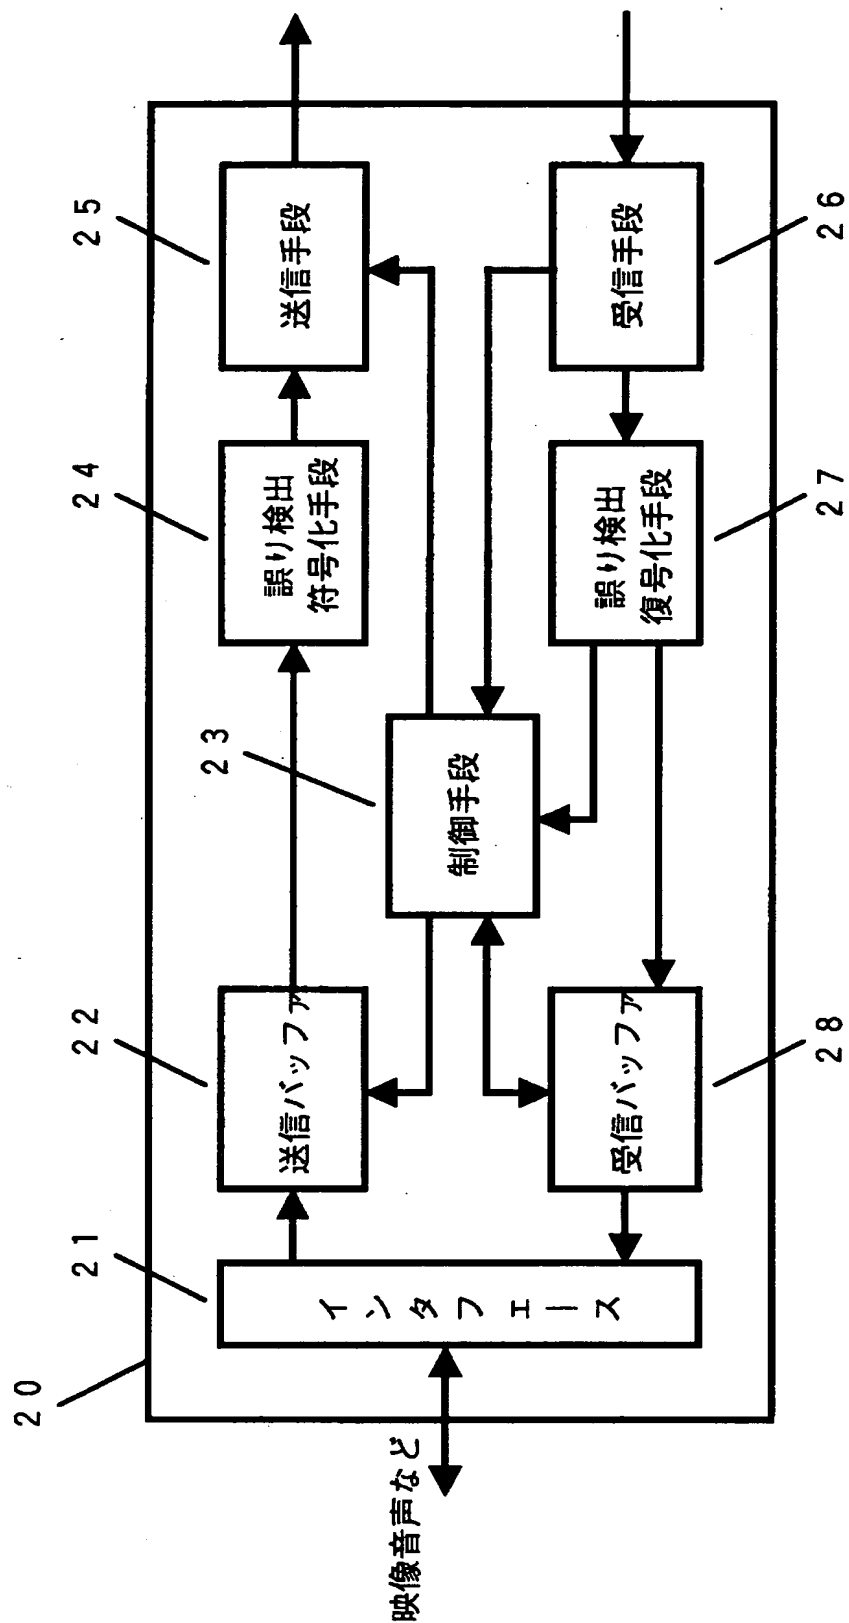 20
映像音声など
21
インタフェース
22
送信バッファ
23
制御手段
24
誤り検出
符号化手段
25
送信手段
26
受信手段
27
誤り検出
復号化手段
28
受信バッファ